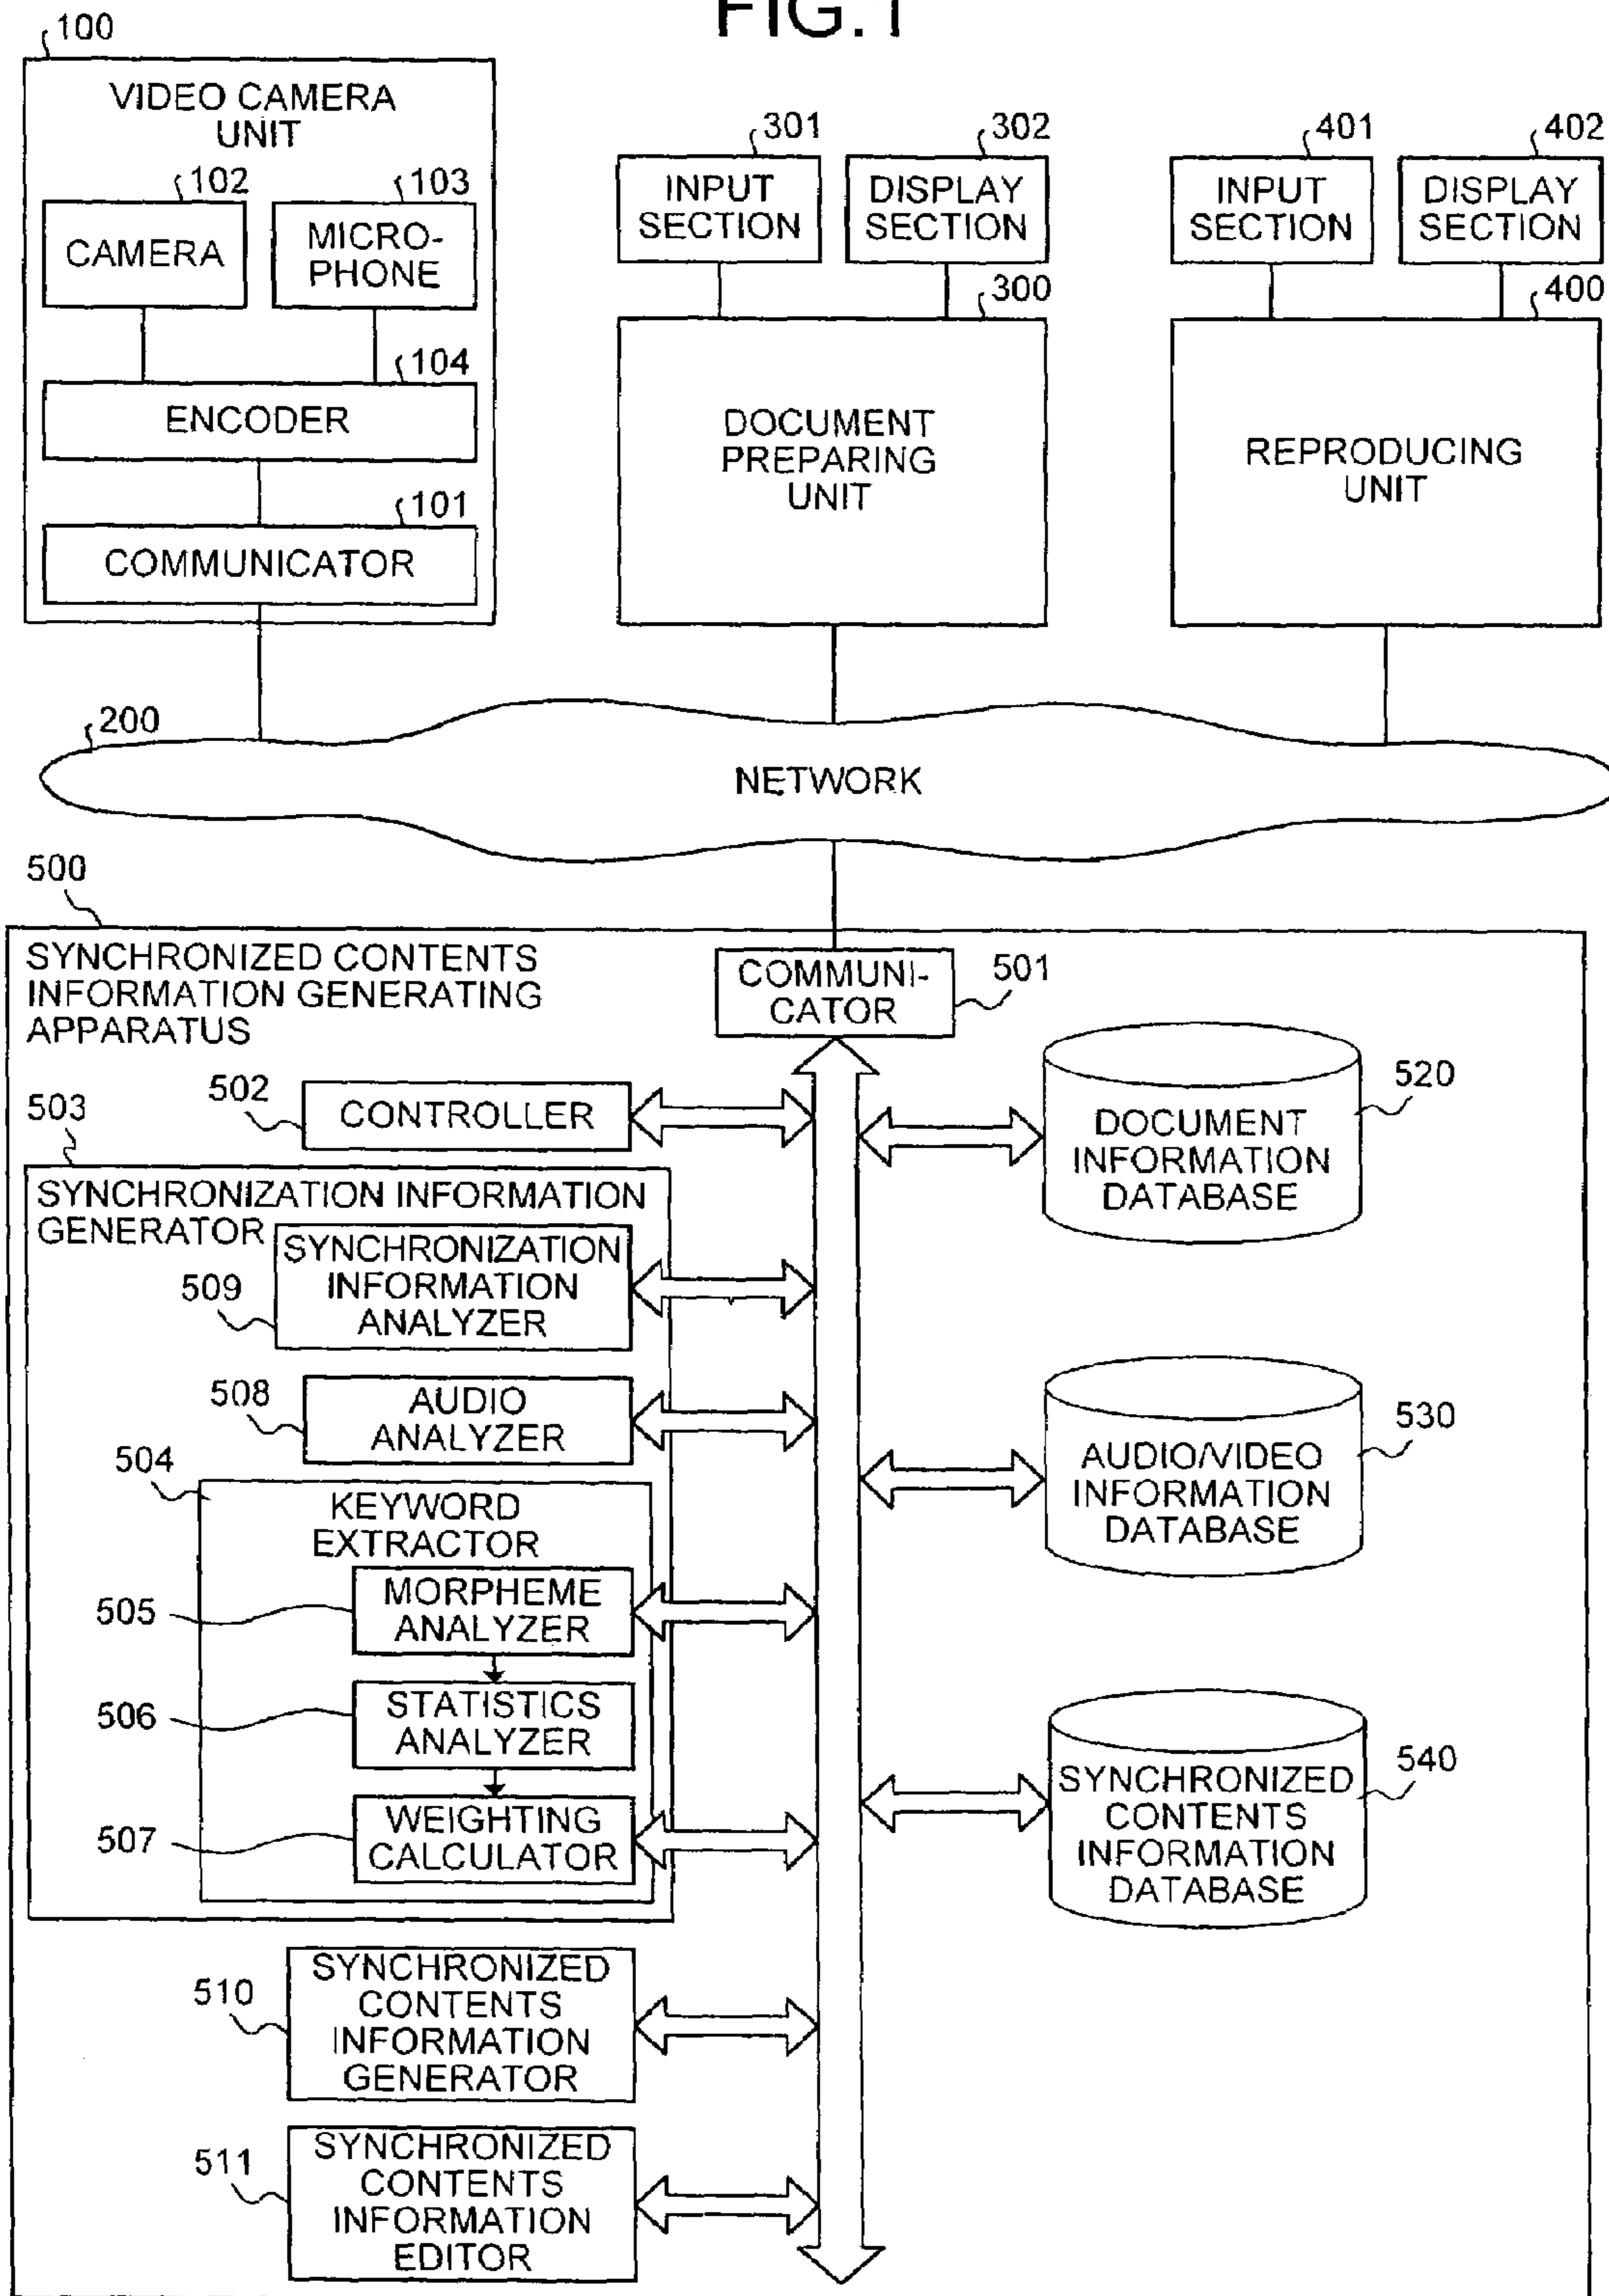 FIG.1
100
VIDEO CAMERA
UNIT
102
CAMERA
103
MICRO-
PHONE
104
ENCODER
101
COMMUNICATOR
301
INPUT
SECTION
302
DISPLAY
SECTION
300
DOCUMENT
PREPARING
UNIT
401
INPUT
SECTION
402
DISPLAY
SECTION
400
REPRODUCING
UNIT
200
NETWORK
500
SYNCHRONIZED CONTENTS
INFORMATION GENERATING
APPARATUS
COMMUNI-
CATOR
501
502
CONTROLLER
503
SYNCHRONIZATION INFORMATION
GENERATOR
SYNCHRONIZATION
INFORMATION
ANALYZER
509
508
AUDIO
ANALYZER
504
KEYWORD
EXTRACTOR
505
MORPHEME
ANALYZER
506
STATISTICS
ANALYZER
507
WEIGHTING
CALCULATOR
510
SYNCHRONIZED
CONTENTS
INFORMATION
GENERATOR
511
SYNCHRONIZED
CONTENTS
INFORMATION
EDITOR
520
DOCUMENT
INFORMATION
DATABASE
530
AUDIO/VIDEO
INFORMATION
DATABASE
540
SYNCHRONIZED
CONTENTS
INFORMATION
DATABASE